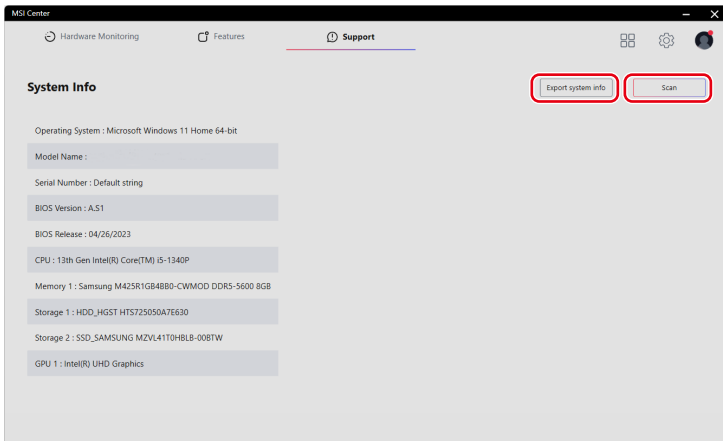 MSI Center
Hardware Monitoring
Features
Support
System Info
Export system info
Scan
Operating System : Microsoft Windows 11 Home 64-bit
Model Name :
Serial Number : Default string
BIOS Version : A.S1
BIOS Release : 04/26/2023
CPU : 13th Gen Intel(R) Core(TM) i5-1340P
Memory 1 : Samsung M425R1GB4BB0-CWMOD DDR5-5600 8GB
Storage 1 : HDD_HGST HTS725050A7E630
Storage 2 : SSD_SAMSUNG MZVL41T0HBLB-00BTW
GPU 1 : Intel(R) UHD Graphics